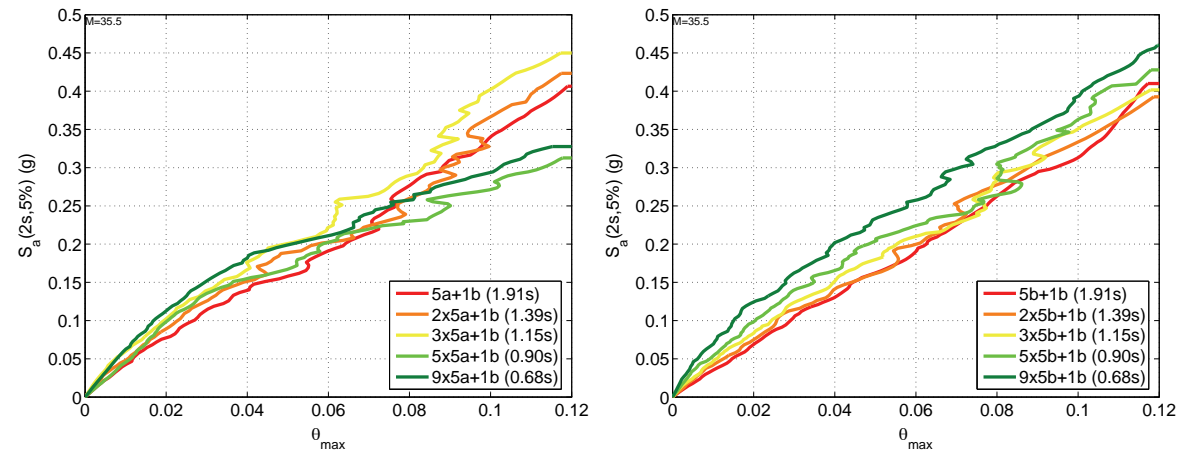 M=35.5
0.5
0.45
0.4
0.35
0.3
0.25
0.2
0.15
0.1
0.05
0
S_a(2s,5%) (g)
5a+1b (1.91s)
2x5a+1b (1.39s)
3x5a+1b (1.15s)
5x5a+1b (0.90s)
9x5a+1b (0.68s)
0 0.02 0.04 0.06 0.08 0.1 0.12
θ_max
M=35.5
0.5
0.45
0.4
0.35
0.3
0.25
0.2
0.15
0.1
0.05
0
S_a(2s,5%) (g)
5b+1b (1.91s)
2x5b+1b (1.39s)
3x5b+1b (1.15s)
5x5b+1b (0.90s)
9x5b+1b (0.68s)
0 0.02 0.04 0.06 0.08 0.1 0.12
θ_max